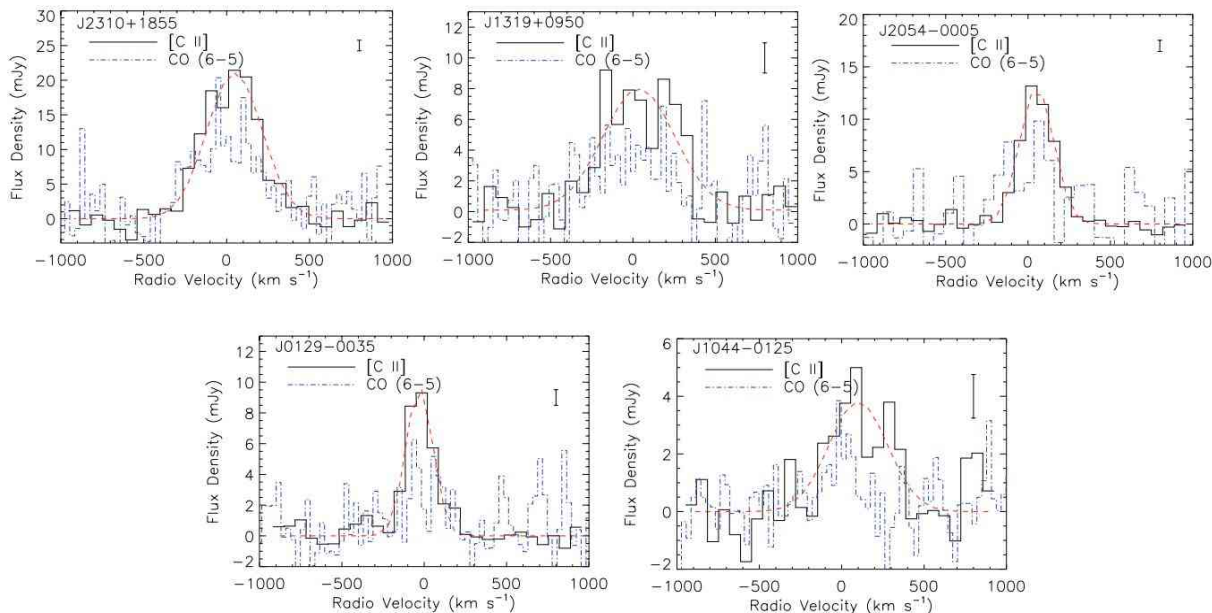 J2310+1855
[C II]
CO (6−5)
30
25
20
15
10
5
0
Flux Density (mJy)
−1000 −500 0 500 1000
Radio Velocity (km s⁻¹)
J1319+0950
[C II]
CO (6−5)
12
10
8
6
4
2
0
−2
Flux Density (mJy)
−1000 −500 0 500 1000
Radio Velocity (km s⁻¹)
J2054−0005
[C II]
CO (6−5)
20
15
10
5
0
Flux Density (mJy)
−1000 −500 0 500 1000
Radio Velocity (km s⁻¹)
J0129−0035
[C II]
CO (6−5)
12
10
8
6
4
2
0
−2
Flux Density (mJy)
−1000 −500 0 500 1000
Radio Velocity (km s⁻¹)
J1044−0125
[C II]
CO (6−5)
6
4
2
0
−2
Flux Density (mJy)
−1000 −500 0 500 1000
Radio Velocity (km s⁻¹)